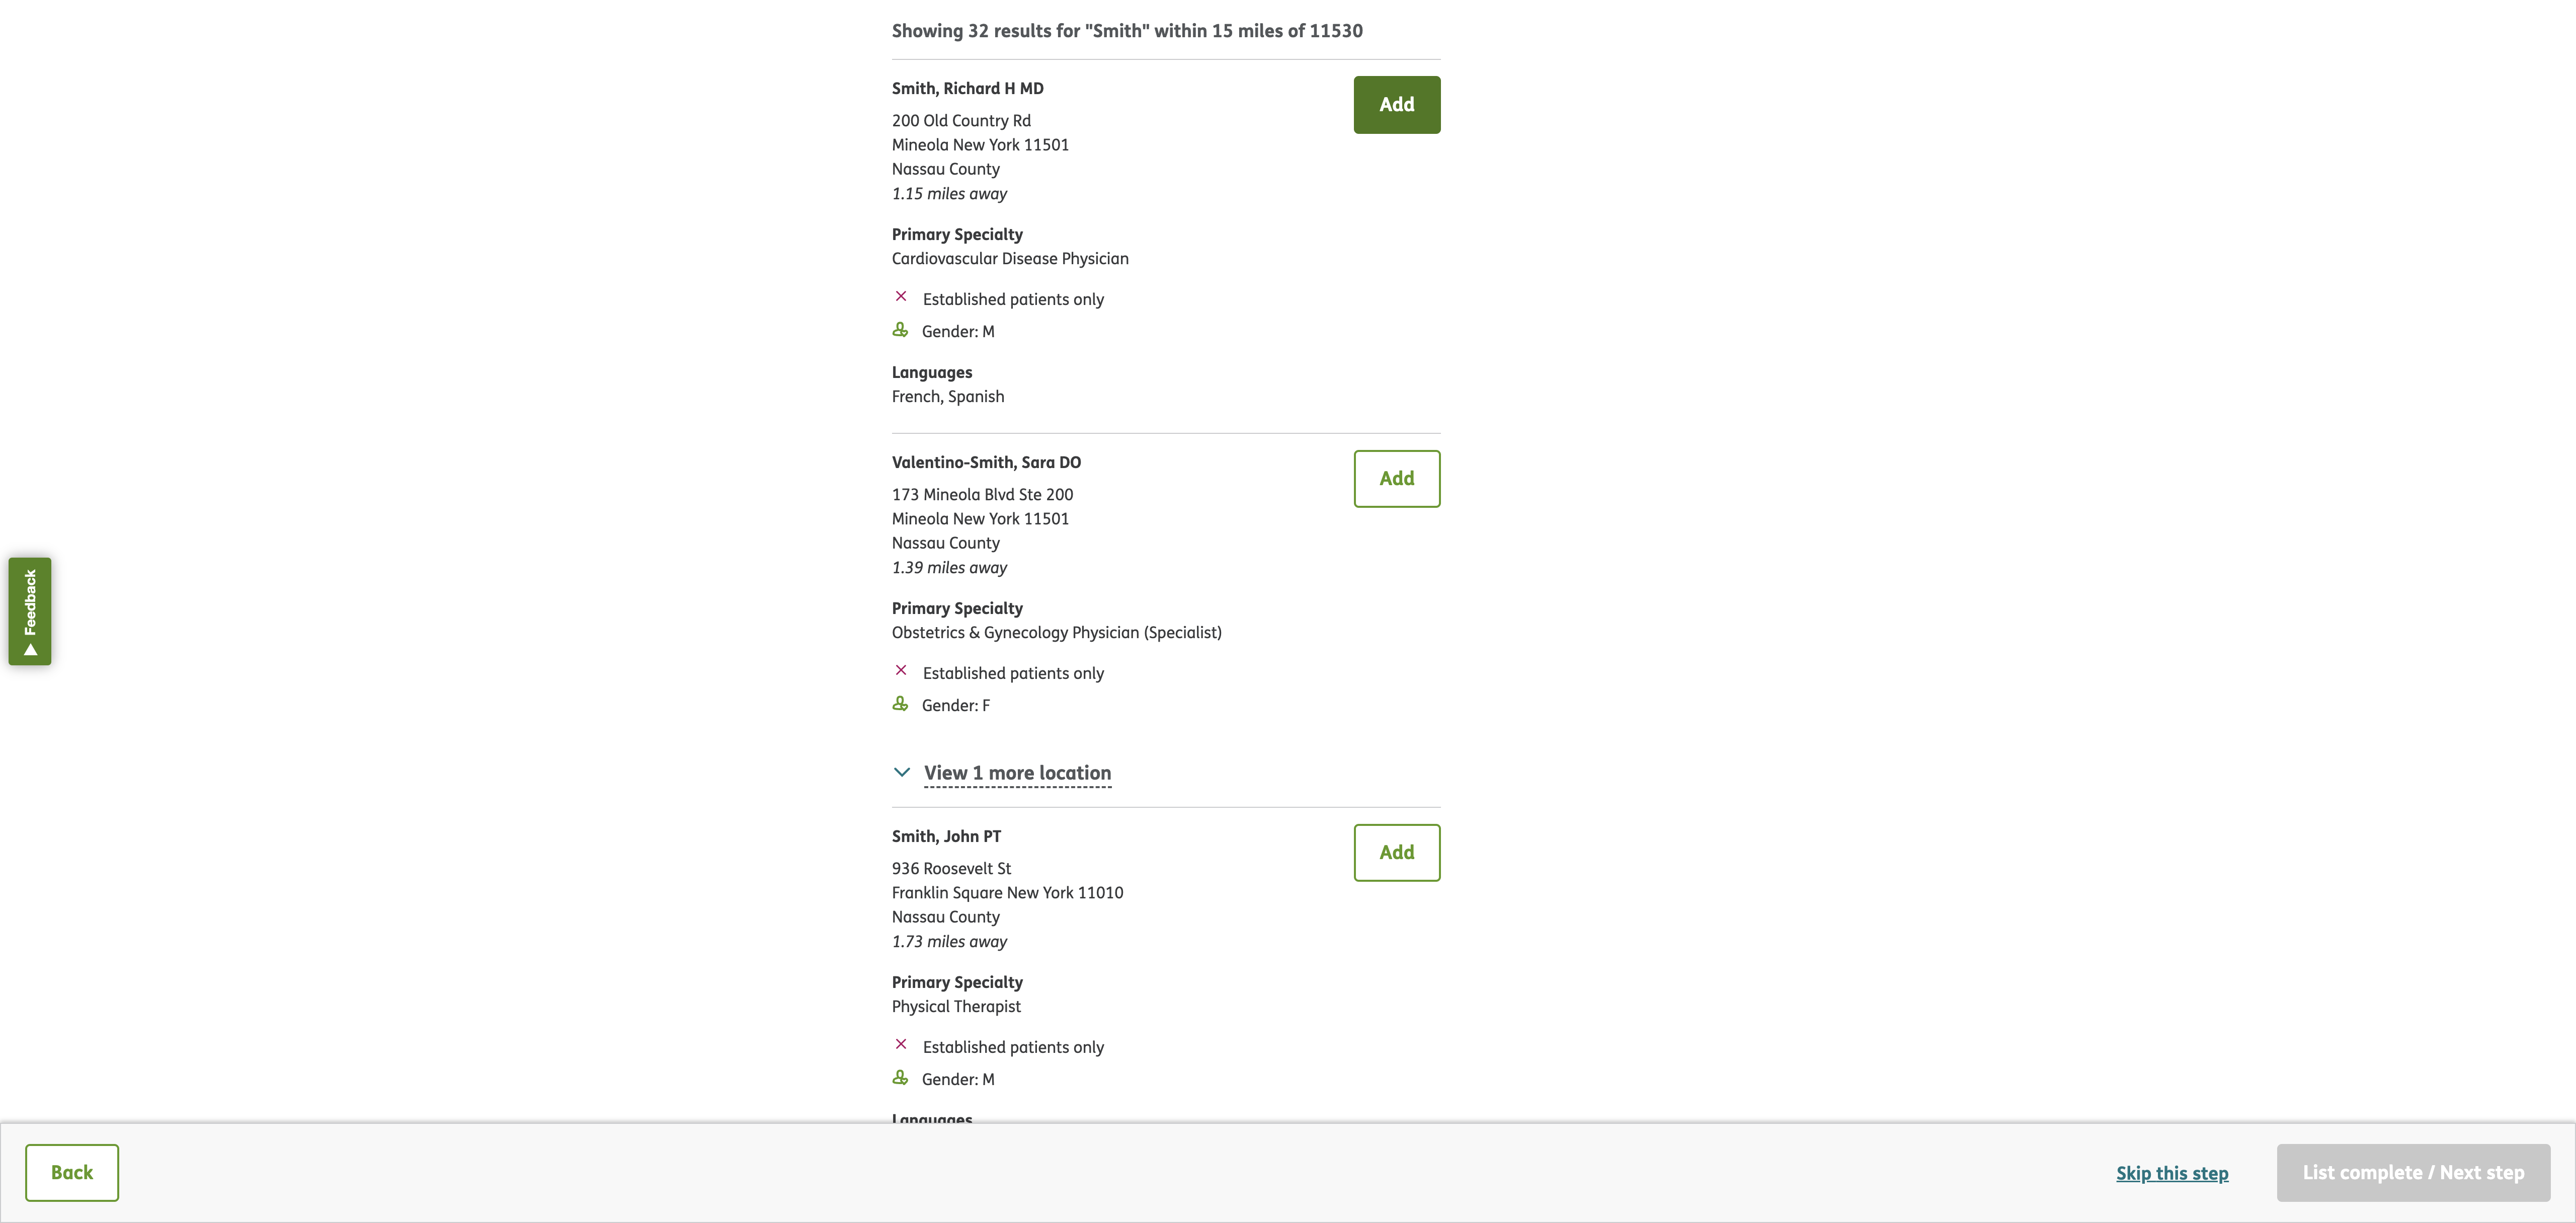 Showing 32 results for "Smith" within 15 miles of 11530
Smith, Richard H MD
Add
200 Old Country Rd
Mineola New York 11501
Nassau County
1.15 miles away
Primary Specialty
Cardiovascular Disease Physician
Established patients only
Gender: M
Languages
French, Spanish
Valentino-Smith, Sara DO
Add
173 Mineola Blvd Ste 200
Mineola New York 11501
Nassau County
1.39 miles away
Primary Specialty
Obstetrics & Gynecology Physician (Specialist)
Established patients only
Gender: F
View 1 more location
Smith, John PT
Add
936 Roosevelt St
Franklin Square New York 11010
Nassau County
1.73 miles away
Primary Specialty
Physical Therapist
Established patients only
Gender: M
Languages
Feedback
Back
Skip this step
List complete / Next step